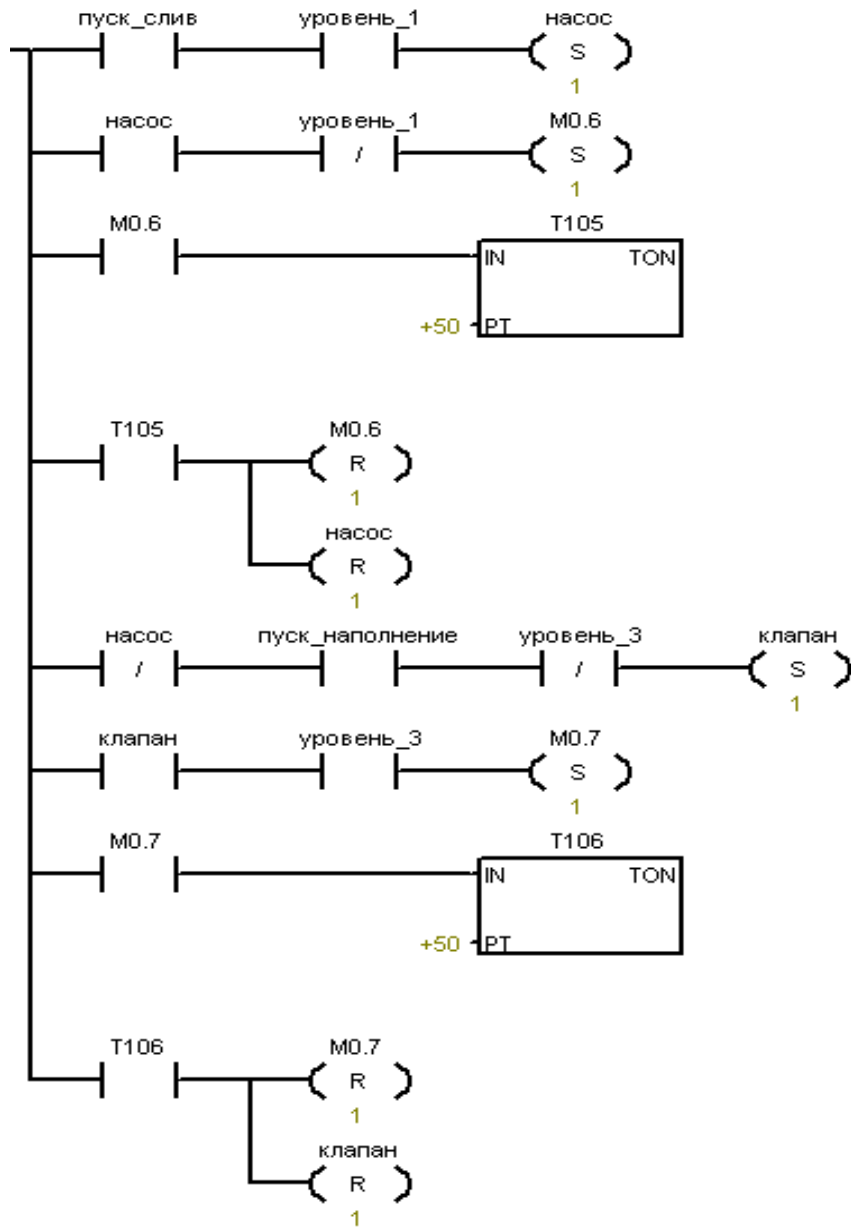 пуск_слив уровень_1 насос
S
1
насос уровень_1 M0.6
/ S
1
M0.6 T105
IN TON
+50 PT
T105 M0.6
R
1
насос
R
1
насос пуск_наполнение уровень_3 клапан
/ / S
1
клапан уровень_3 M0.7
S
1
M0.7 T106
IN TON
+50 PT
T106 M0.7
R
1
клапан
R
1